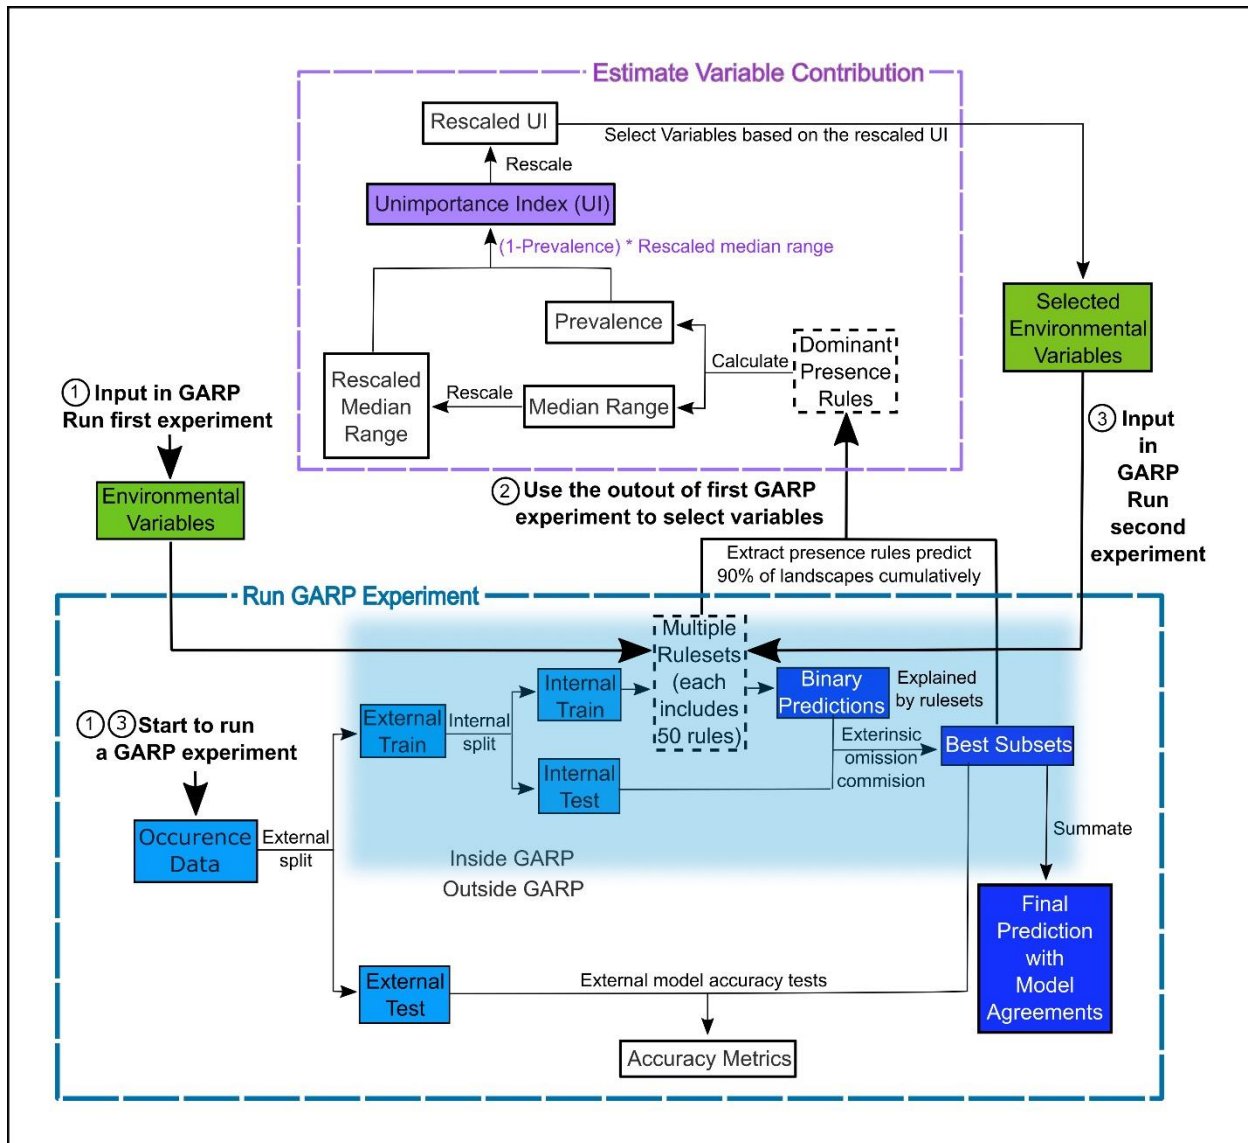 Estimate Variable Contribution
Rescaled UI
Select Variables based on the rescaled UI
Rescale
Unimportance Index (UI)
(1-Prevalence) * Rescaled median range
Prevalence
Calculate
Dominant
Presence
Rules
Rescaled
Median
Range
Rescale
Median Range
Selected
Environmental
Variables
① Input in GARP
Run first experiment
Environmental
Variables
② Use the outout of first GARP
experiment to select variables
③ Input
in
GARP
Run
second
experiment
Extract presence rules predict
90% of landscapes cumulatively
Run GARP Experiment
Multiple
Rulesets
(each
includes
50 rules)
Internal
Train
Binary
Predictions
Explained
by rulesets
① ③ Start to run
a GARP experiment
External
Train
Internal
split
Internal
Test
Exterinsic
omission
commision
Best Subsets
Occurence
Data
External
split
Inside GARP
Outside GARP
Summate
Final
Prediction
with
Model
Agreements
External
Test
External model accuracy tests
Accuracy Metrics